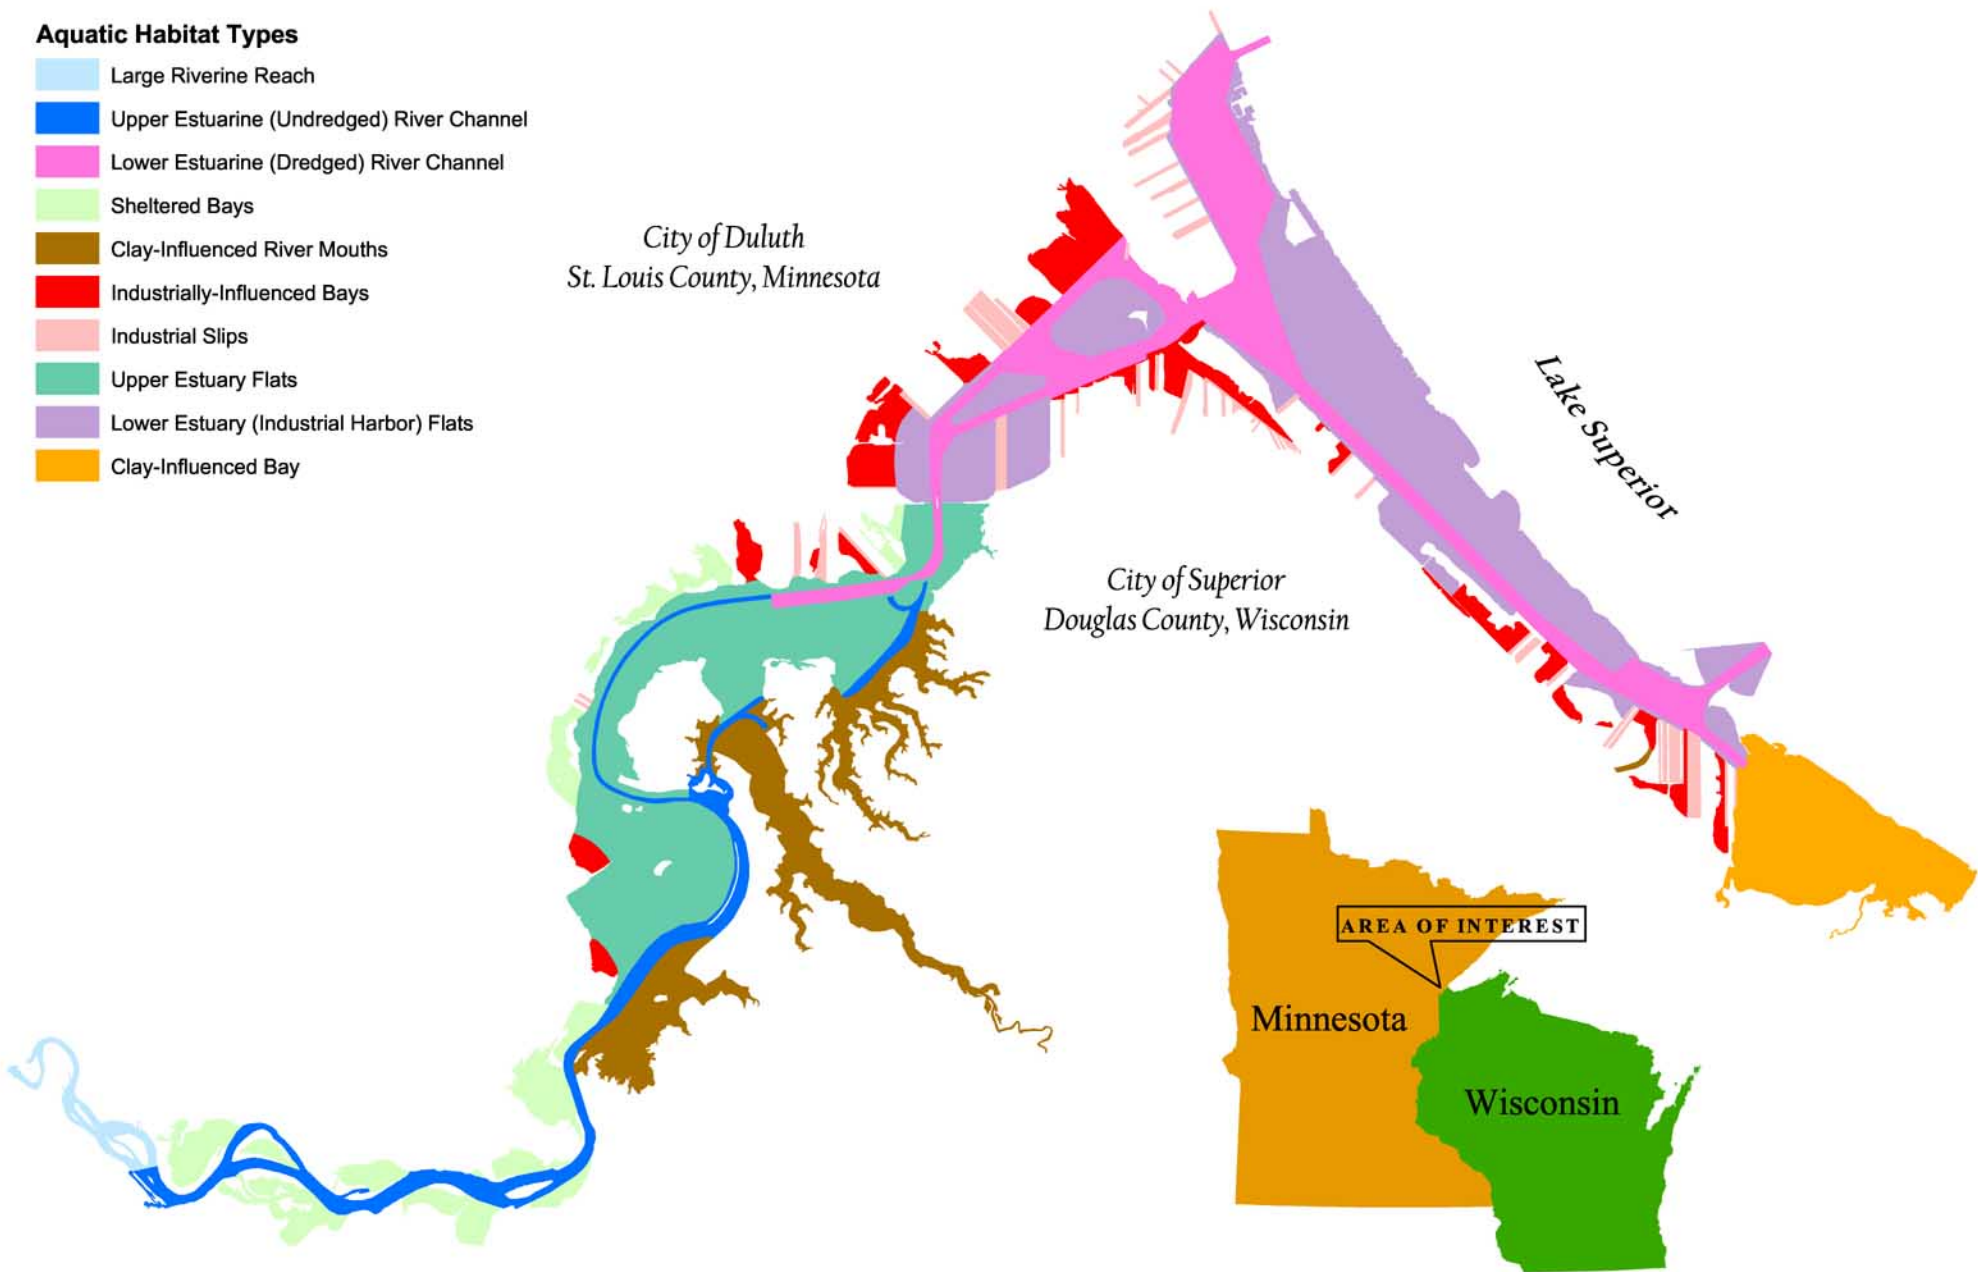 Aquatic Habitat Types
Large Riverine Reach
Upper Estuarine (Undredged) River Channel
Lower Estuarine (Dredged) River Channel
Sheltered Bays
Clay-Influenced River Mouths
Industrially-Influenced Bays
Industrial Slips
Upper Estuary Flats
Lower Estuary (Industrial Harbor) Flats
Clay-Influenced Bay
City of Duluth
St. Louis County, Minnesota
Lake Superior
City of Superior
Douglas County, Wisconsin
AREA OF INTEREST
Minnesota
Wisconsin